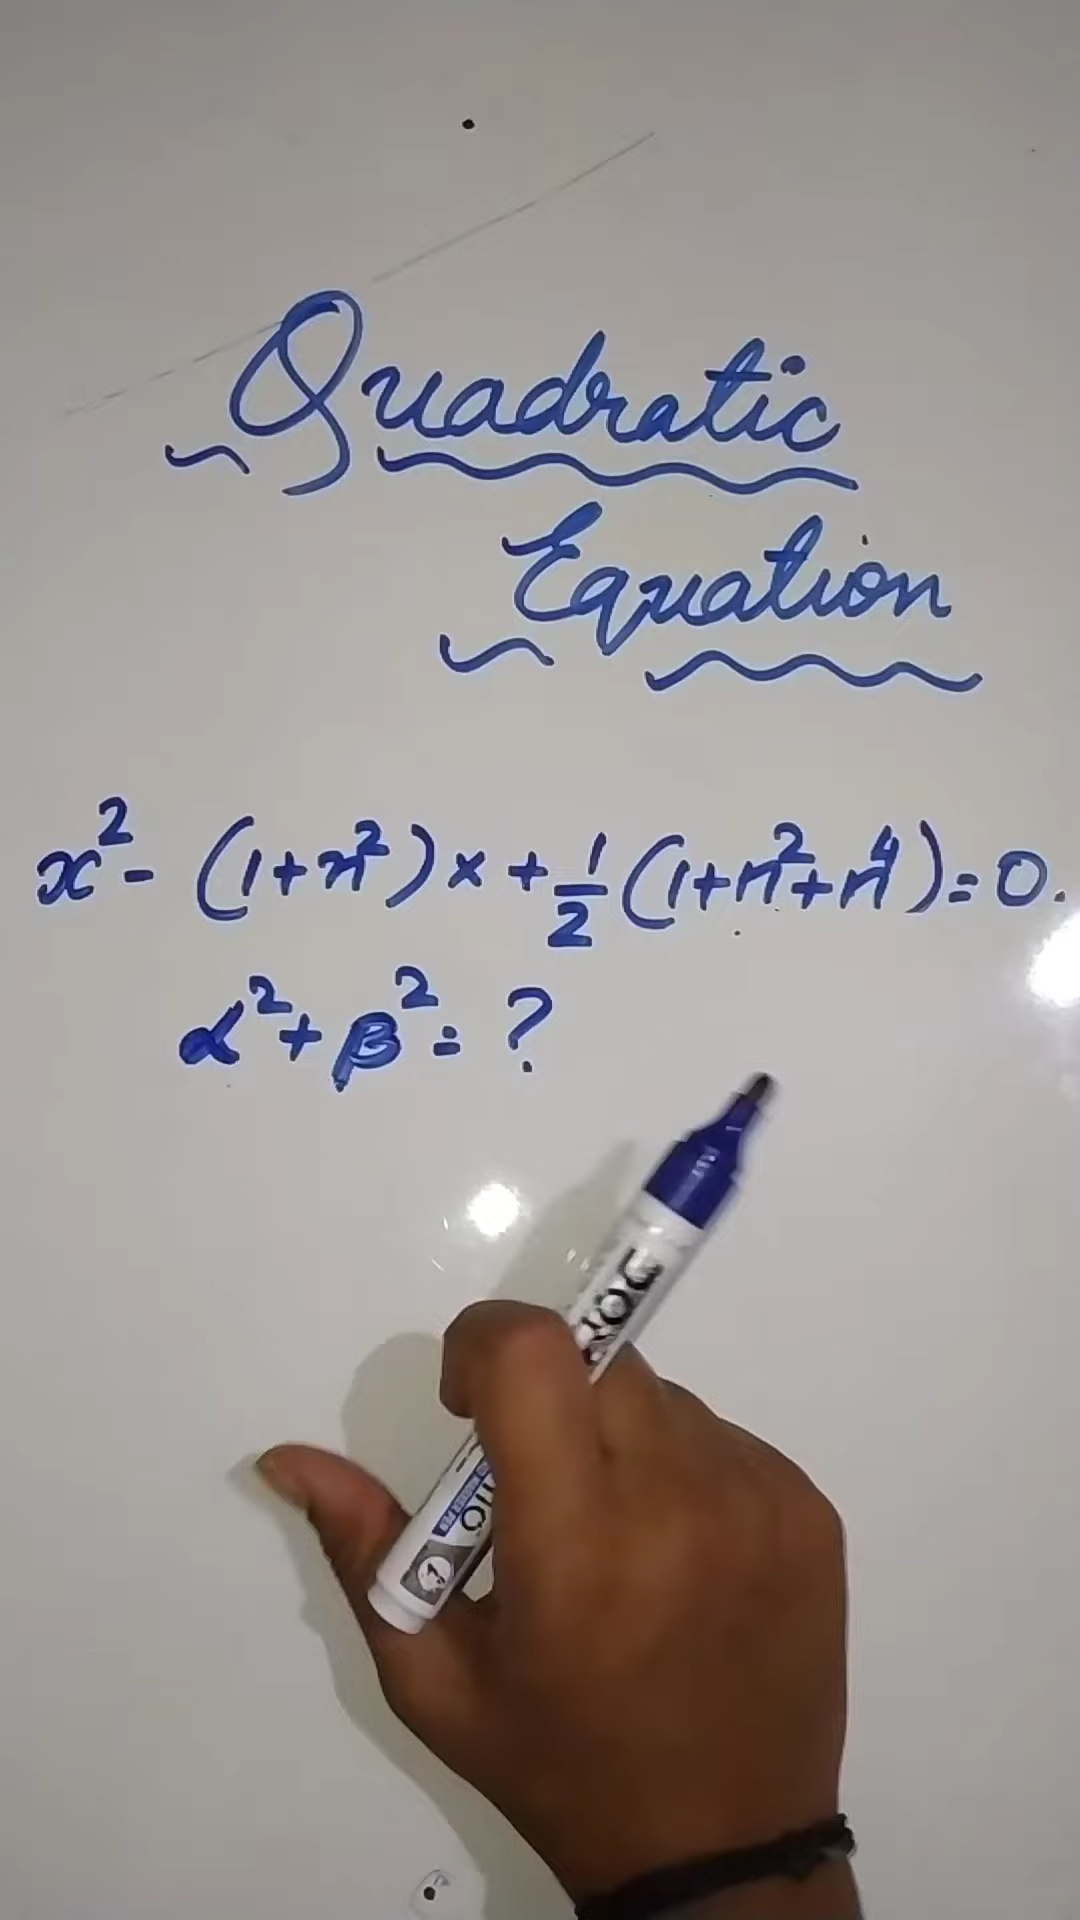 Quadratic
Equation
x² - (1+n²)x + 1/2 (1+n²+n⁴) = 0.
α² + β² = ?